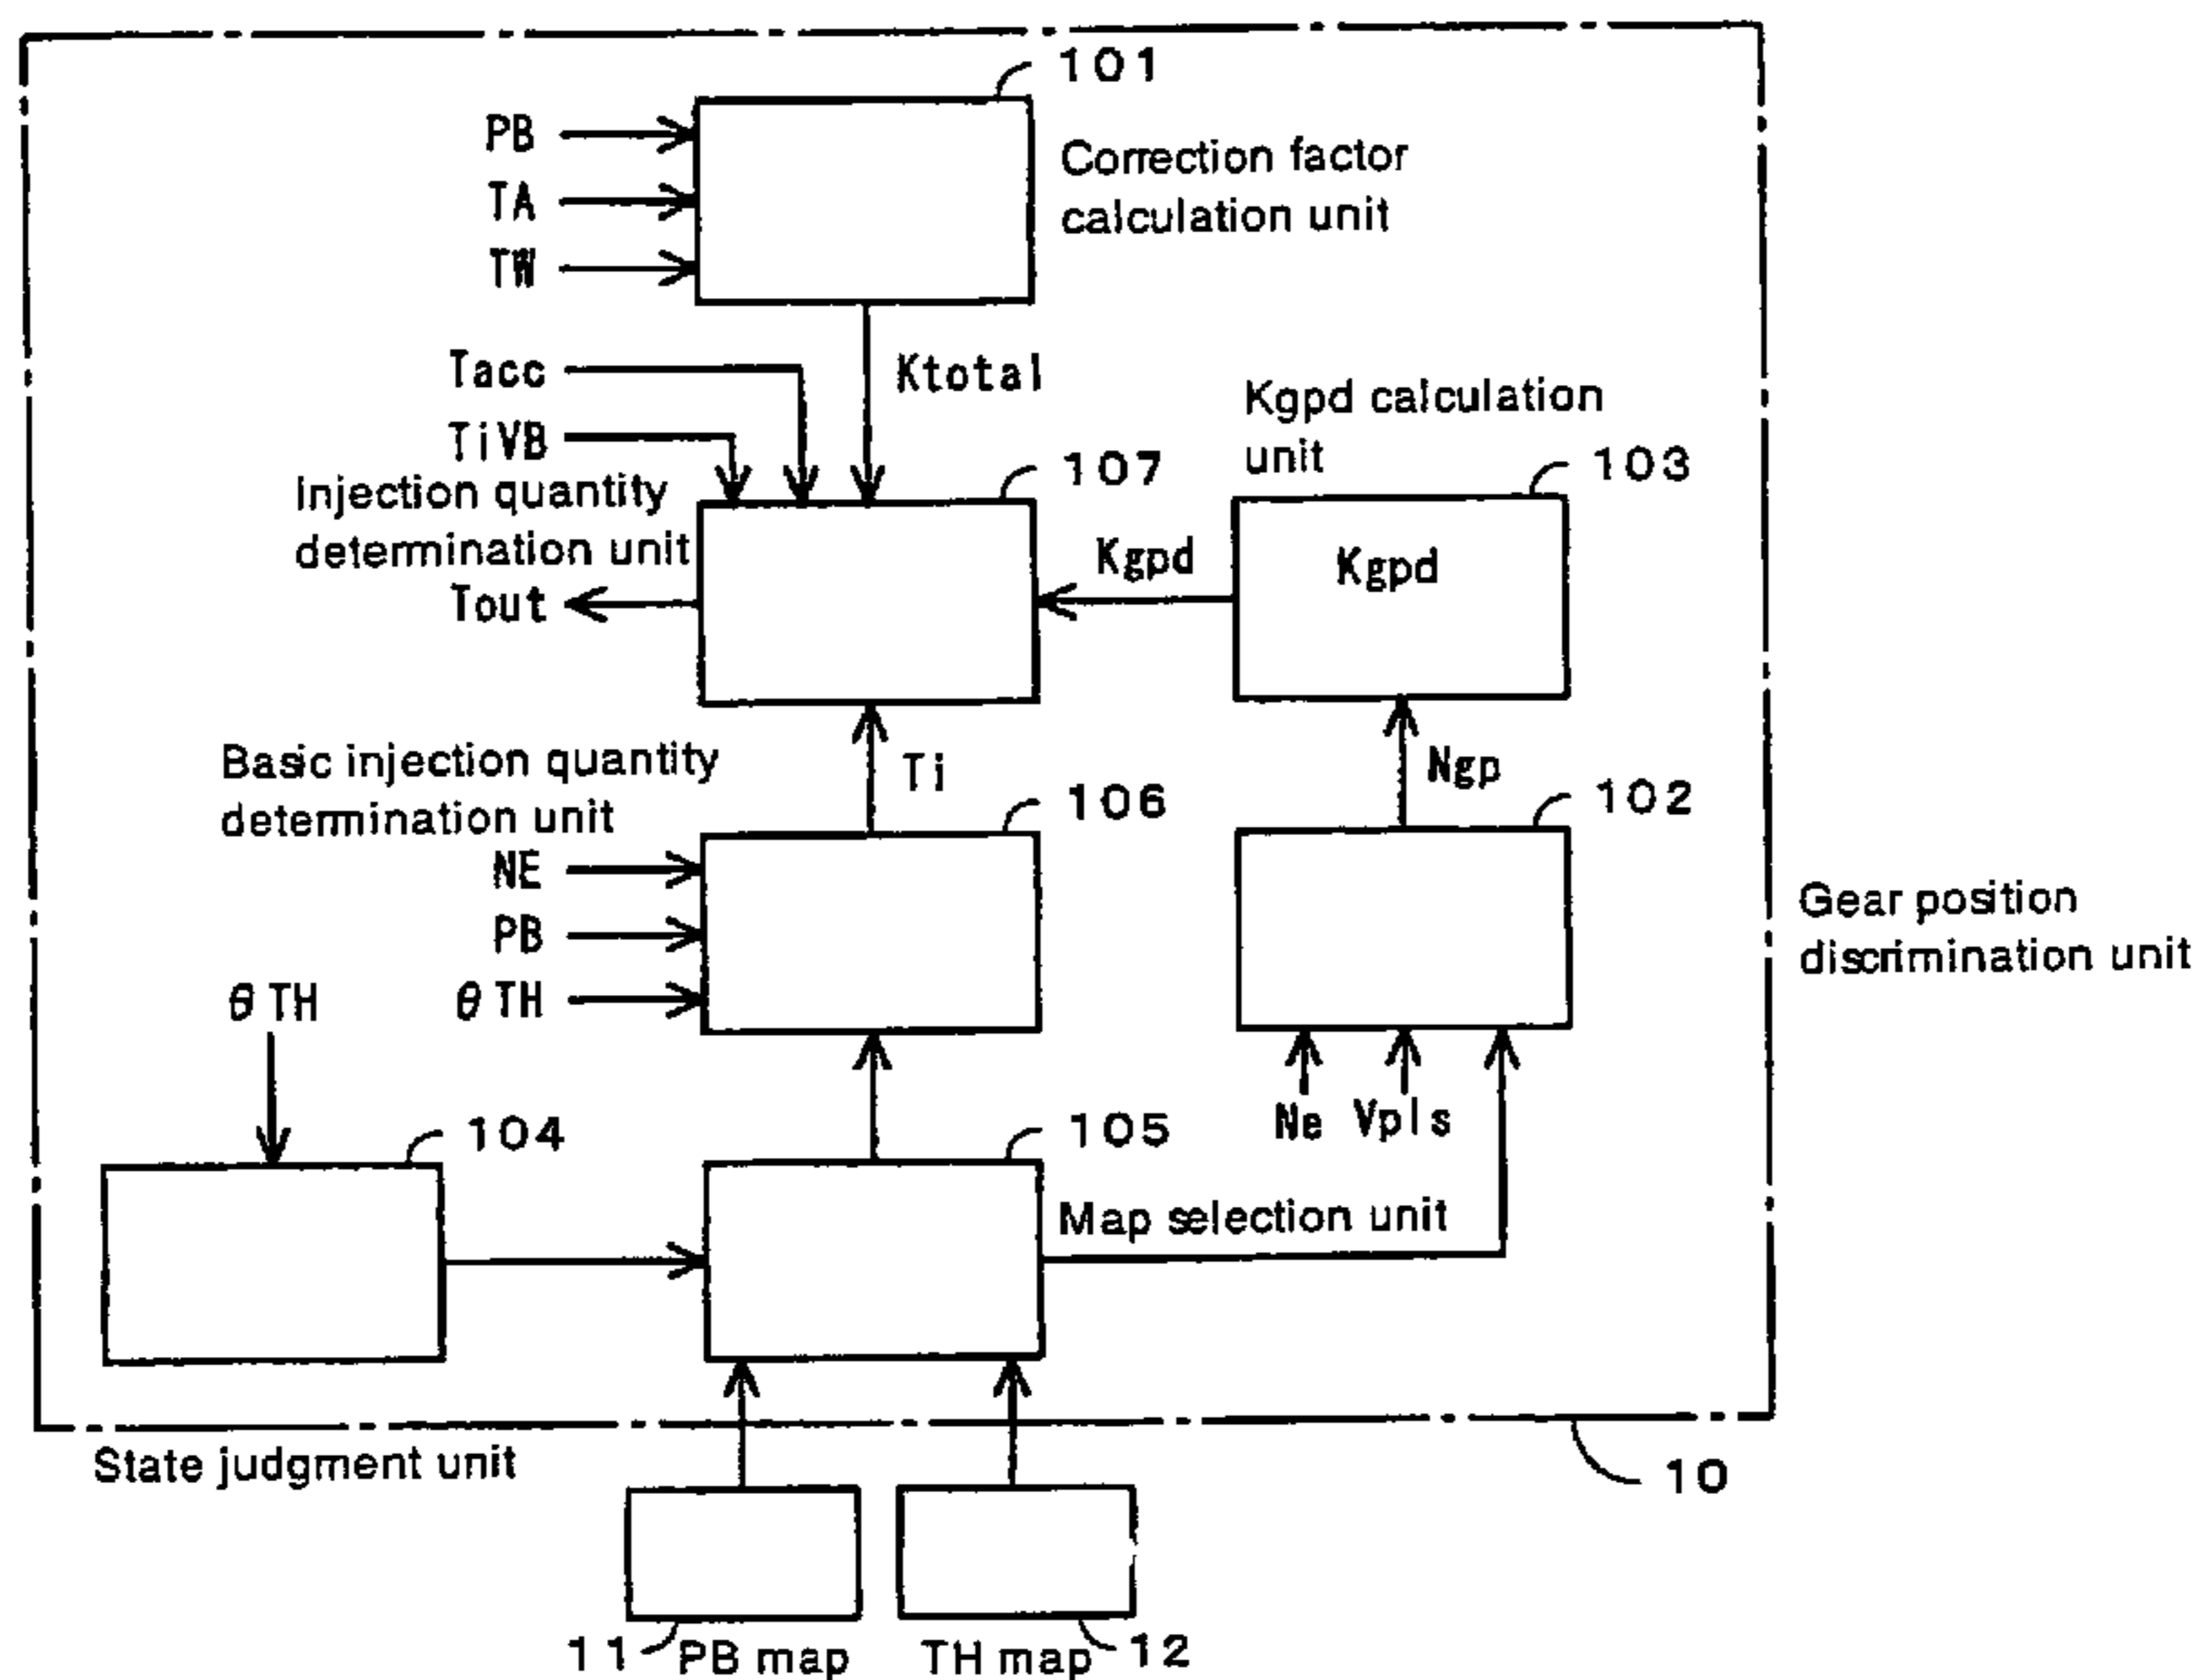 101
PB
Correction factor
calculation unit
TA
TW
Tacc
Ktotal
TiVB
Kgpd calculation
unit
103
107
Injection quantity
determination unit
Kgpd
Kgpd
Tout
Basic injection quantity
determination unit
Ti
Ngp
106
102
NE
PB
θTH
Gear position
discrimination unit
θTH
Ne
Vpls
104
105
Map selection unit
State judgment unit
10
11
PB map
TH map
12